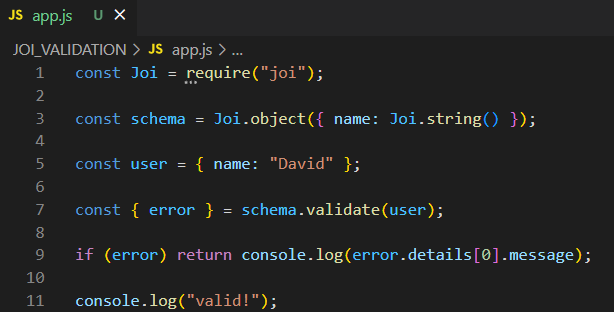 JS app.js U ×
JOI_VALIDATION > JS app.js > ...
1 const Joi = require("joi");
2
3 const schema = Joi.object({ name: Joi.string() });
4
5 const user = { name: "David" };
6
7 const { error } = schema.validate(user);
8
9 if (error) return console.log(error.details[0].message);
10
11 console.log("valid!");